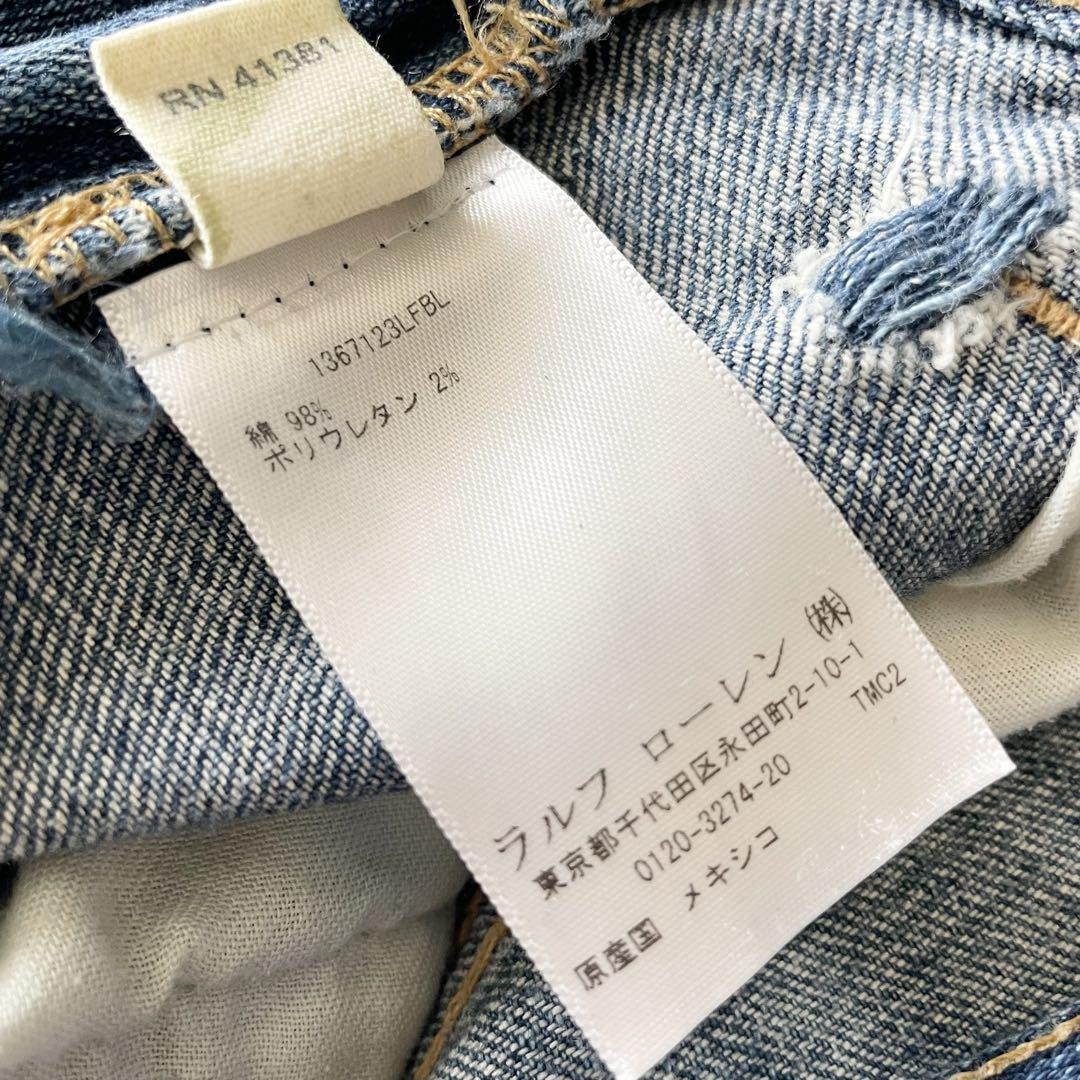 RN 41381
1367123LFBL
綿 98%
ポリウレタン 2%
ラルフ ローレン (株)
東京都千代田区永田町2-10-1
TMC2
0120-3274-20
原産国 メキシコ